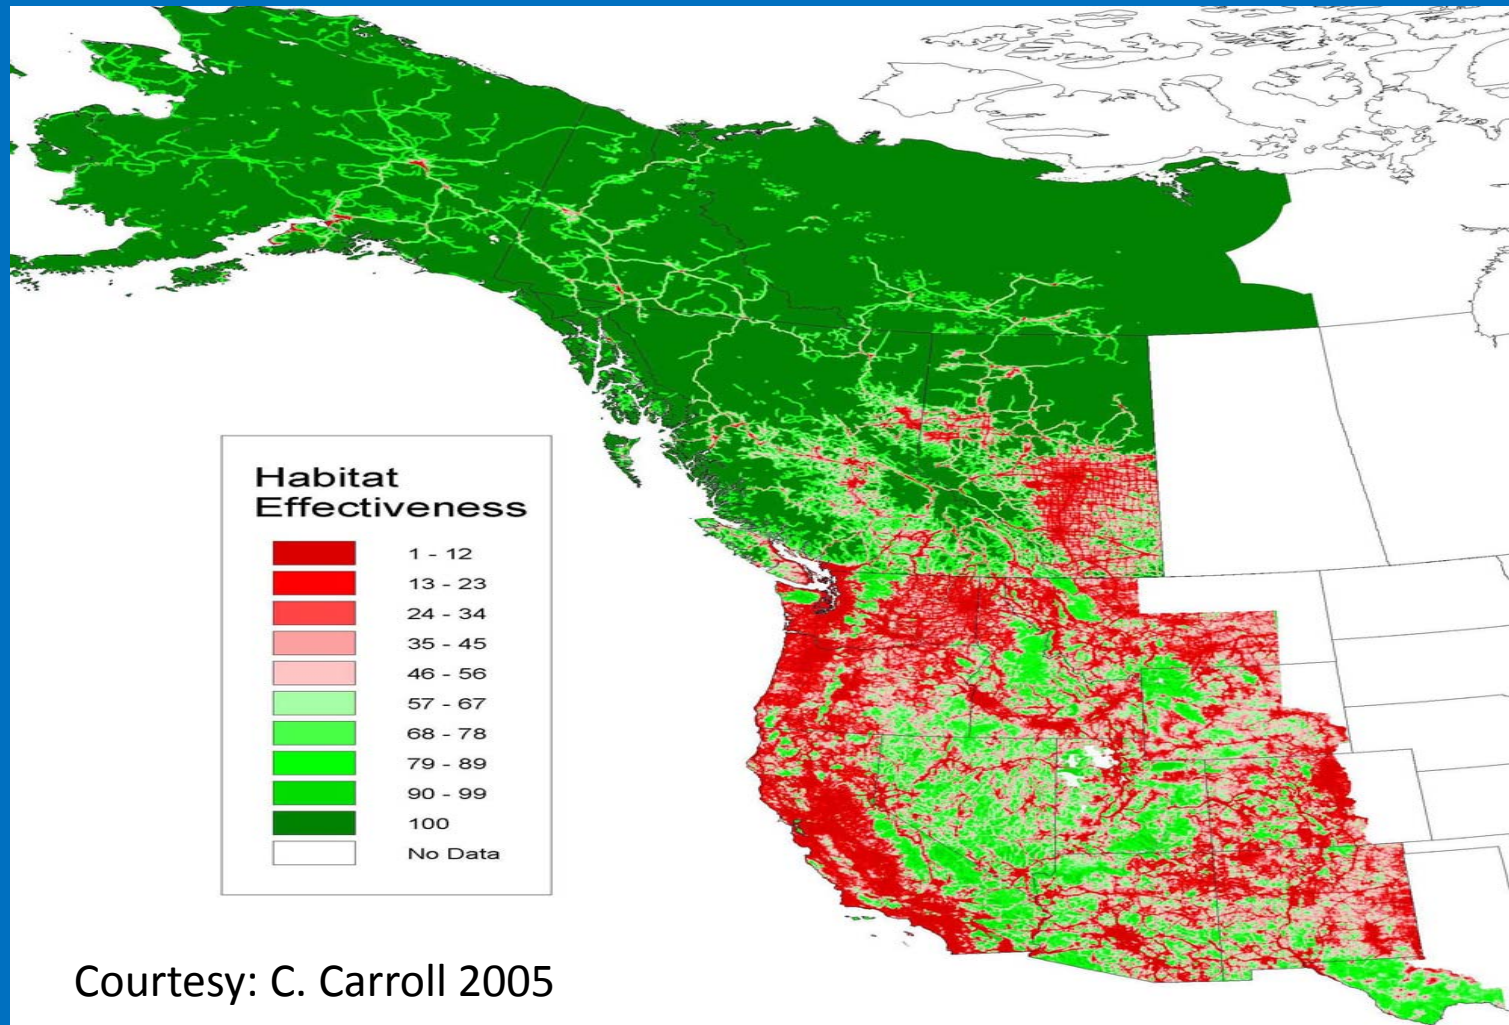 Habitat
Effectiveness
1 - 12
13 - 23
24 - 34
35 - 45
46 - 56
57 - 67
68 - 78
79 - 89
90 - 99
100
No Data
Courtesy: C. Carroll 2005